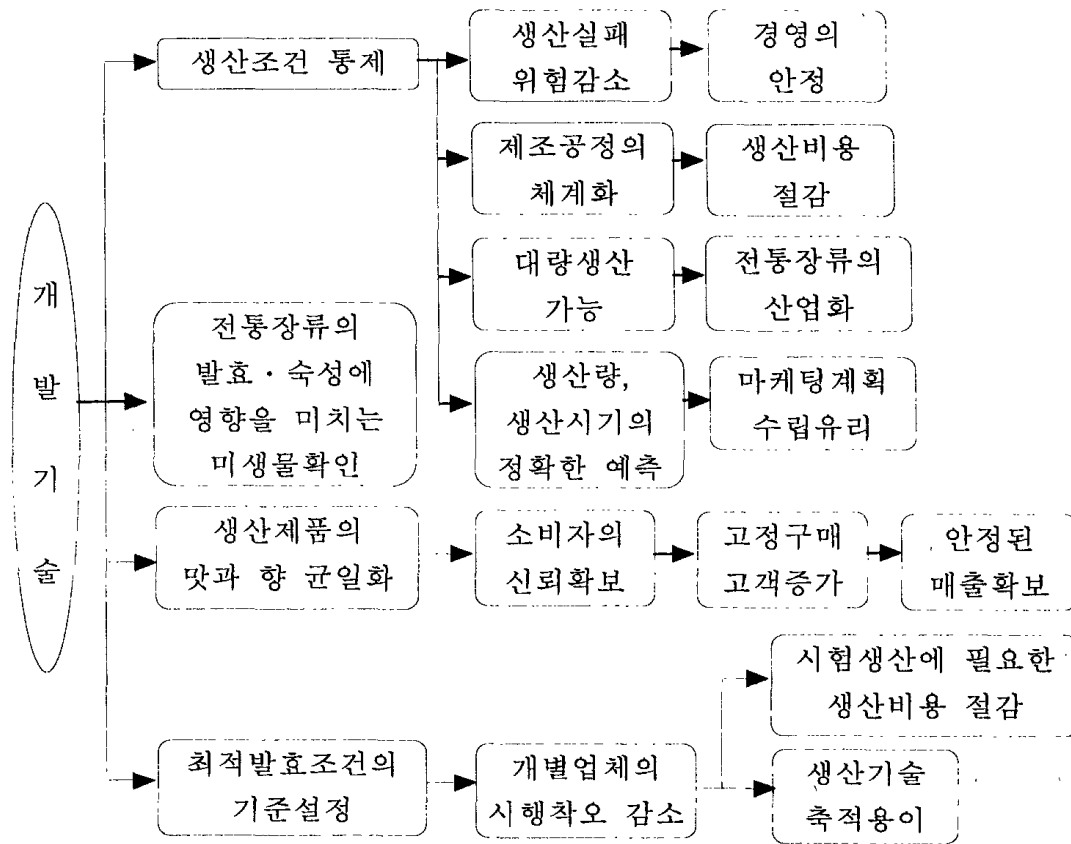 개
발
기
술
생산조건 통제
생산실패
위험감소
경영의
안정
제조공정의
체계화
생산비용
절감
대량생산
가능
전통장류의
산업화
생산량,
생산시기의
정확한 예측
마케팅계획
수립유리
전통장류의
발효·숙성에
영향을 미치는
미생물확인
생산제품의
맛과 향 균일화
소비자의
신뢰확보
고정구매
고객증가
안정된
매출확보
최적발효조건의
기준설정
개별업체의
시행착오 감소
시험생산에 필요한
생산비용 절감
생산기술
축적용이